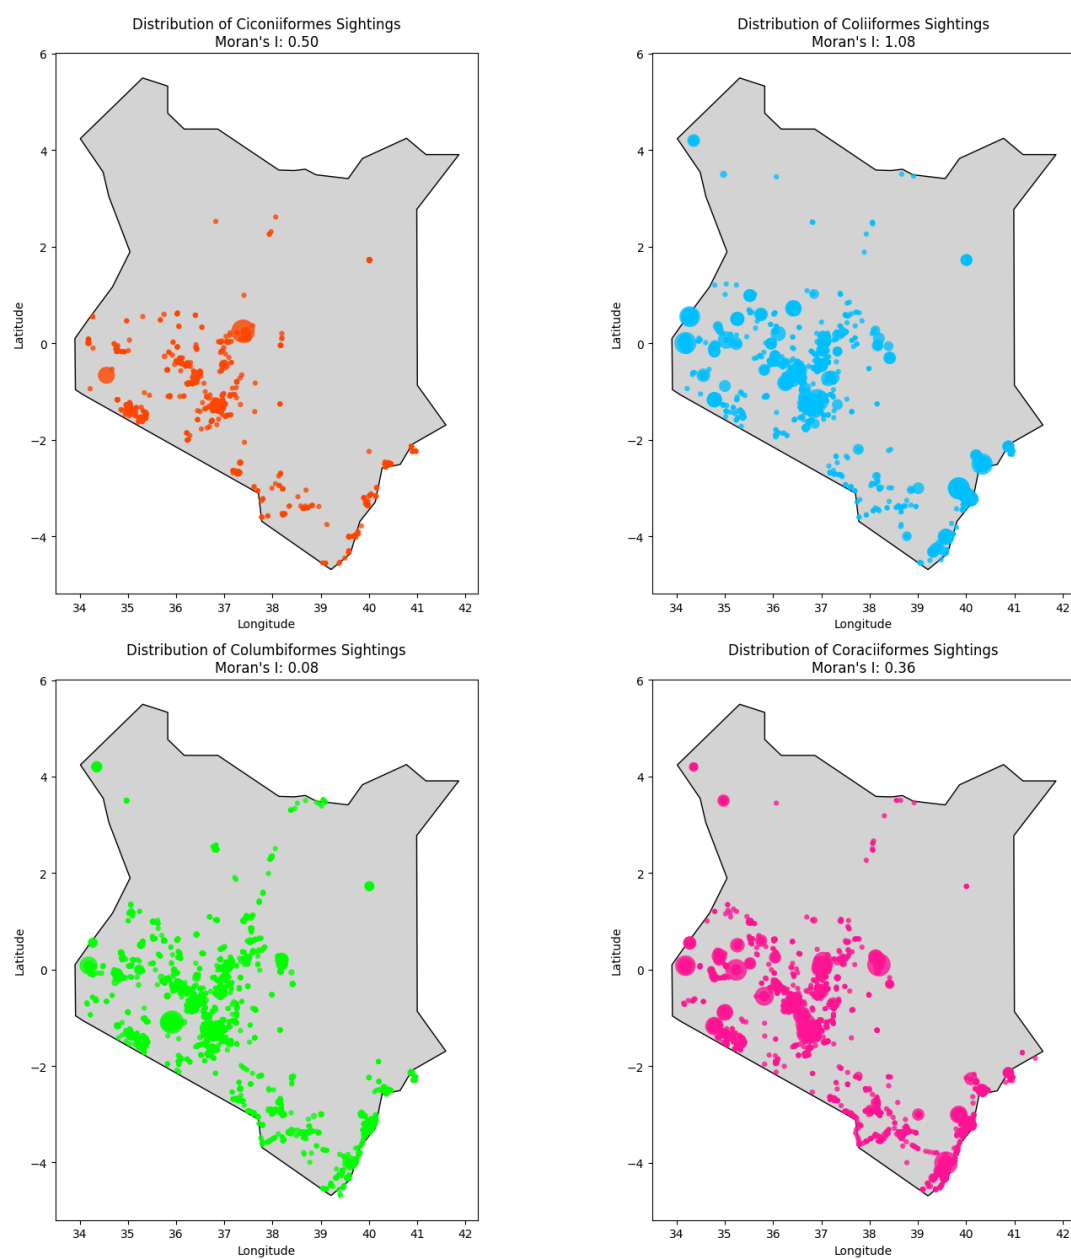 Distribution of Ciconiiformes Sightings
Moran's I: 0.50
6
4
2
0
−2
−4
Latitude
34 35 36 37 38 39 40 41 42
Longitude
Distribution of Coliiformes Sightings
Moran's I: 1.08
6
4
2
0
−2
−4
Latitude
34 35 36 37 38 39 40 41 42
Longitude
Distribution of Columbiformes Sightings
Moran's I: 0.08
6
4
2
0
−2
−4
Latitude
34 35 36 37 38 39 40 41 42
Longitude
Distribution of Coraciiformes Sightings
Moran's I: 0.36
6
4
2
0
−2
−4
Latitude
34 35 36 37 38 39 40 41 42
Longitude